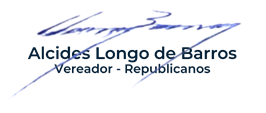 Alcides Longo de Barros
Vereador - Republicanos